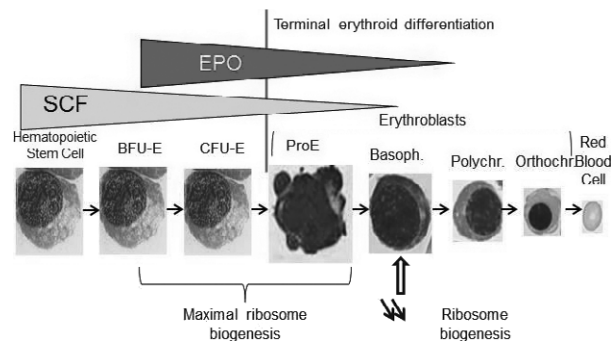 Terminal erythroid differentiation
EPO
SCF
Erythroblasts
Hematopoietic
Stem Cell
BFU-E
CFU-E
ProE
Basoph.
Polychr.
Orthochr.
Red
Blood
Cell
Maximal ribosome
biogenesis
Ribosome
biogenesis